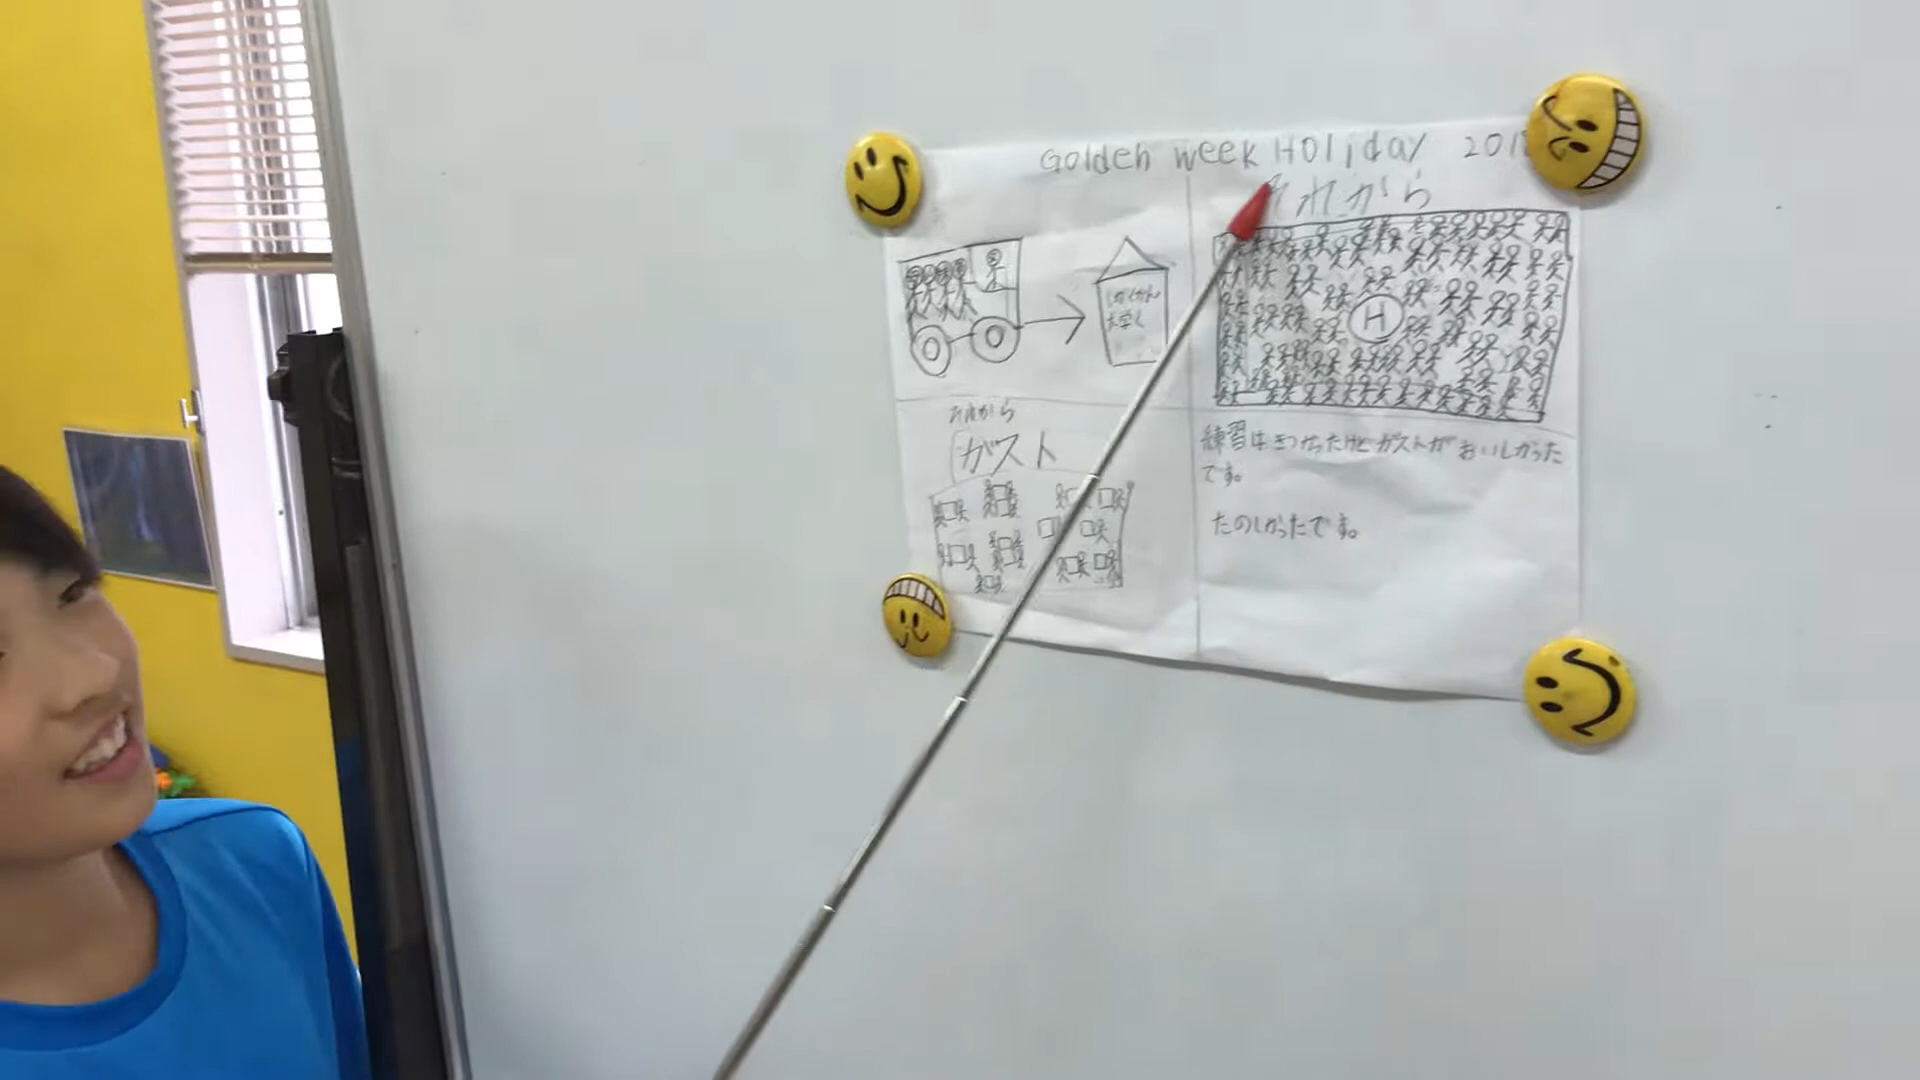 Golden week Holiday 201
それから
H
大学
それから
ガスト
練習はきつかったけどガストがおいしかった
です。
たのしかったです。